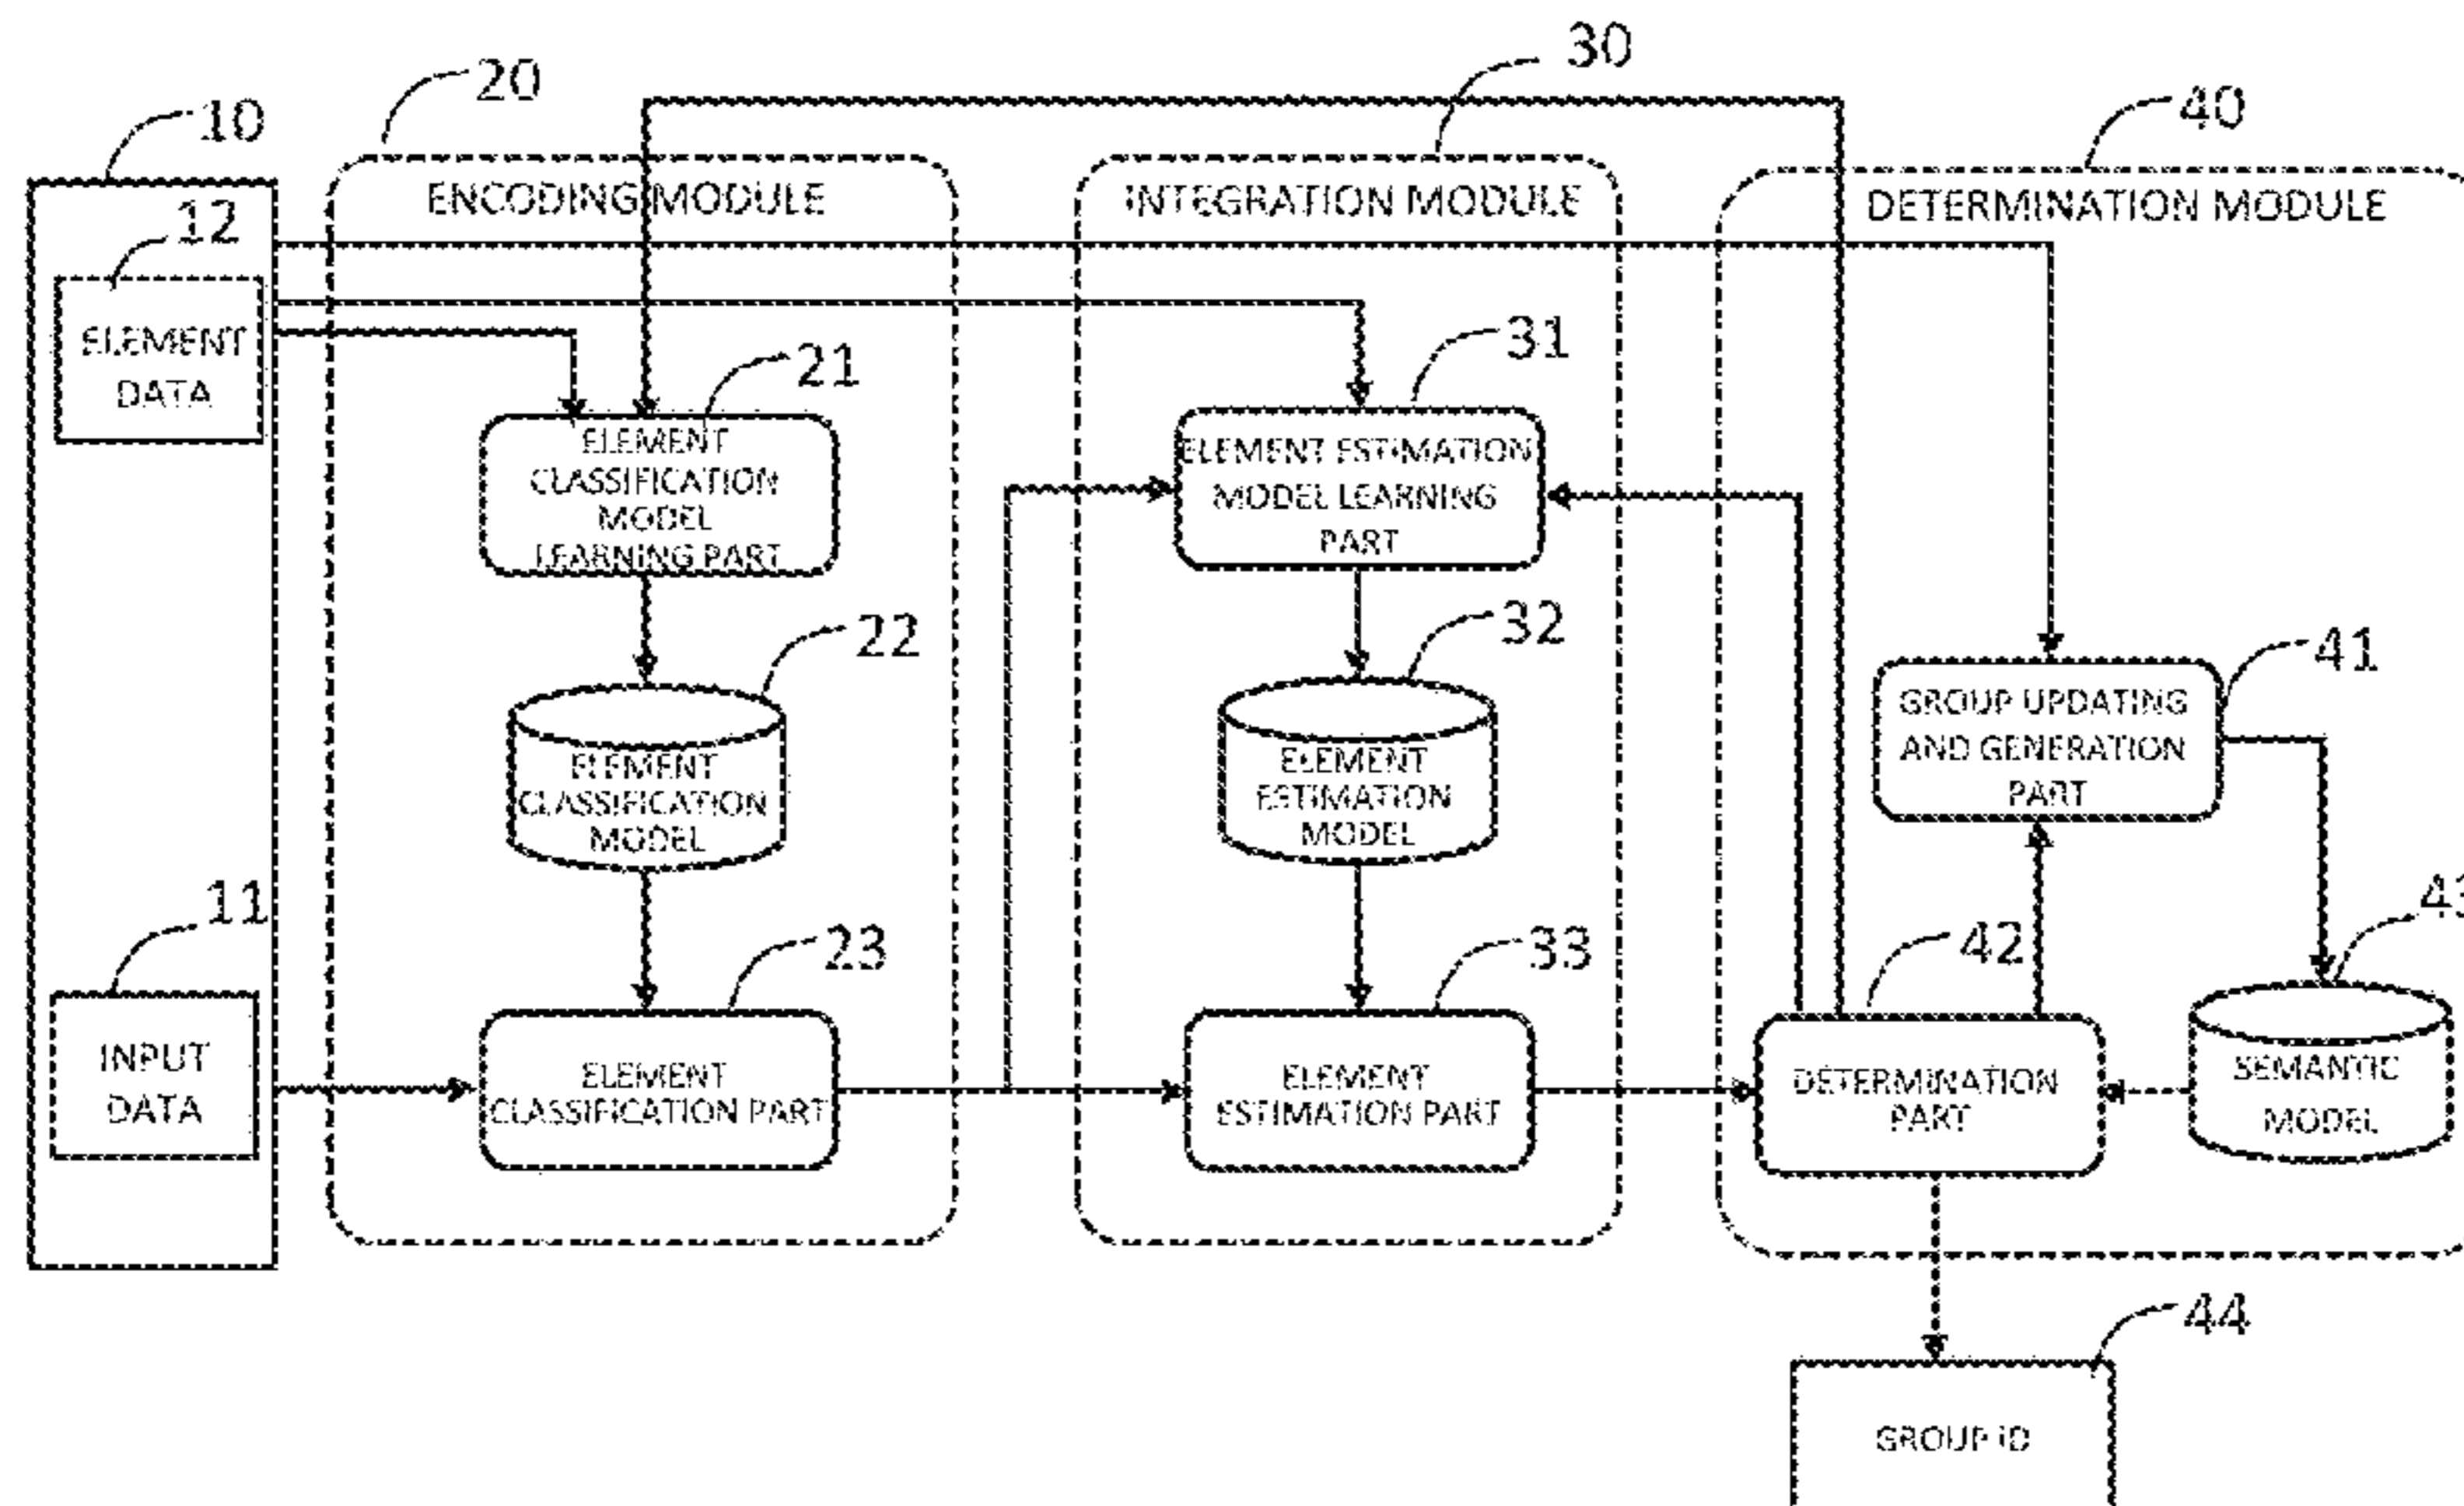 20
30
10
40
ENCODING MODULE
INTEGRATION MODULE
DETERMINATION MODULE
12
ELEMENT
DATA
21
31
ELEMENT
CLASSIFICATION
MODEL
LEARNING PART
ELEMENT ESTIMATION
MODEL LEARNING
PART
22
32
41
ELEMENT
CLASSIFICATION
MODEL
ELEMENT
ESTIMATION
MODEL
GROUP UPDATING
AND GENERATION
PART
11
23
33
42
43
INPUT
DATA
ELEMENT
CLASSIFICATION PART
ELEMENT
ESTIMATION PART
DETERMINATION
PART
SEMANTIC
MODEL
44
GROUP ID